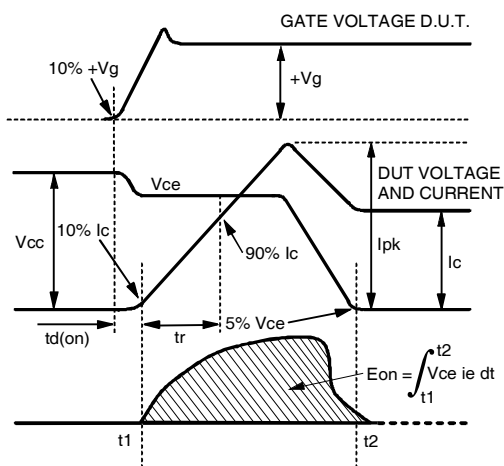 GATE VOLTAGE D.U.T.
10% +Vg
+Vg
Vce
DUT VOLTAGE
AND CURRENT
Vcc
10% Ic
90% Ic
Ipk
Ic
td(on)
tr
5% Vce
Eon = ∫ Vce ie dt
t2
t1
t1
t2